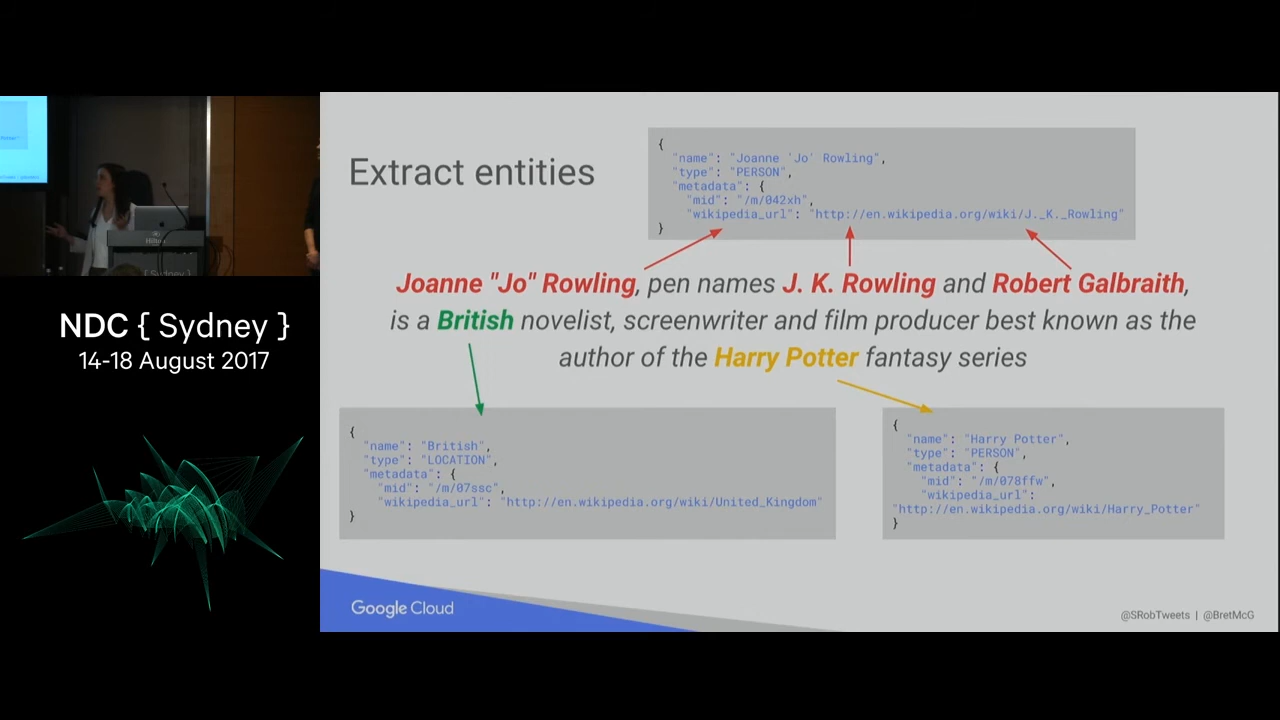 NDC { Sydney }
14-18 August 2017
Hilton
Sydney
Extract entities
{
"name": "Joanne 'Jo' Rowling",
"type": "PERSON",
"metadata": {
"mid": "/m/042xh",
"wikipedia_url": "http://en.wikipedia.org/wiki/J._K._Rowling"
}
Joanne "Jo" Rowling, pen names J. K. Rowling and Robert Galbraith,
is a British novelist, screenwriter and film producer best known as the
author of the Harry Potter fantasy series
{
"name": "British",
"type": "LOCATION",
"metadata": {
"mid": "/m/07ssc",
"wikipedia_url": "http://en.wikipedia.org/wiki/United_Kingdom"
}
{
"name": "Harry Potter",
"type": "PERSON",
"metadata": {
"mid": "/m/078ffw",
"wikipedia_url":
"http://en.wikipedia.org/wiki/Harry_Potter"
}
Google Cloud
@SRobTweets | @BretMcG